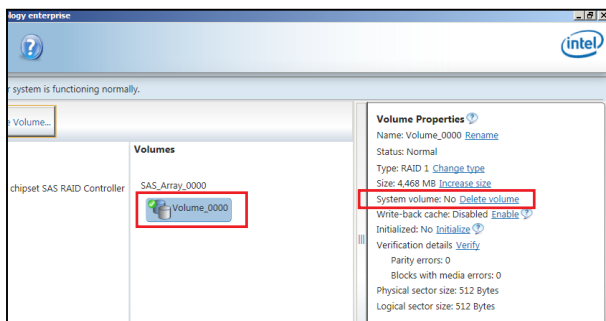 logy enterprise
intel
r system is functioning normally.
e Volume...
Volumes
chipset SAS RAID Controller
SAS_Array_0000
Volume_0000
Volume Properties
Name: Volume_0000 Rename
Status: Normal
Type: RAID 1 Change type
Size: 4,468 MB Increase size
System volume: No Delete volume
Write-back cache: Disabled Enable
Initialized: No Initialize
Verification details Verify
Parity errors: 0
Blocks with media errors: 0
Physical sector size: 512 Bytes
Logical sector size: 512 Bytes